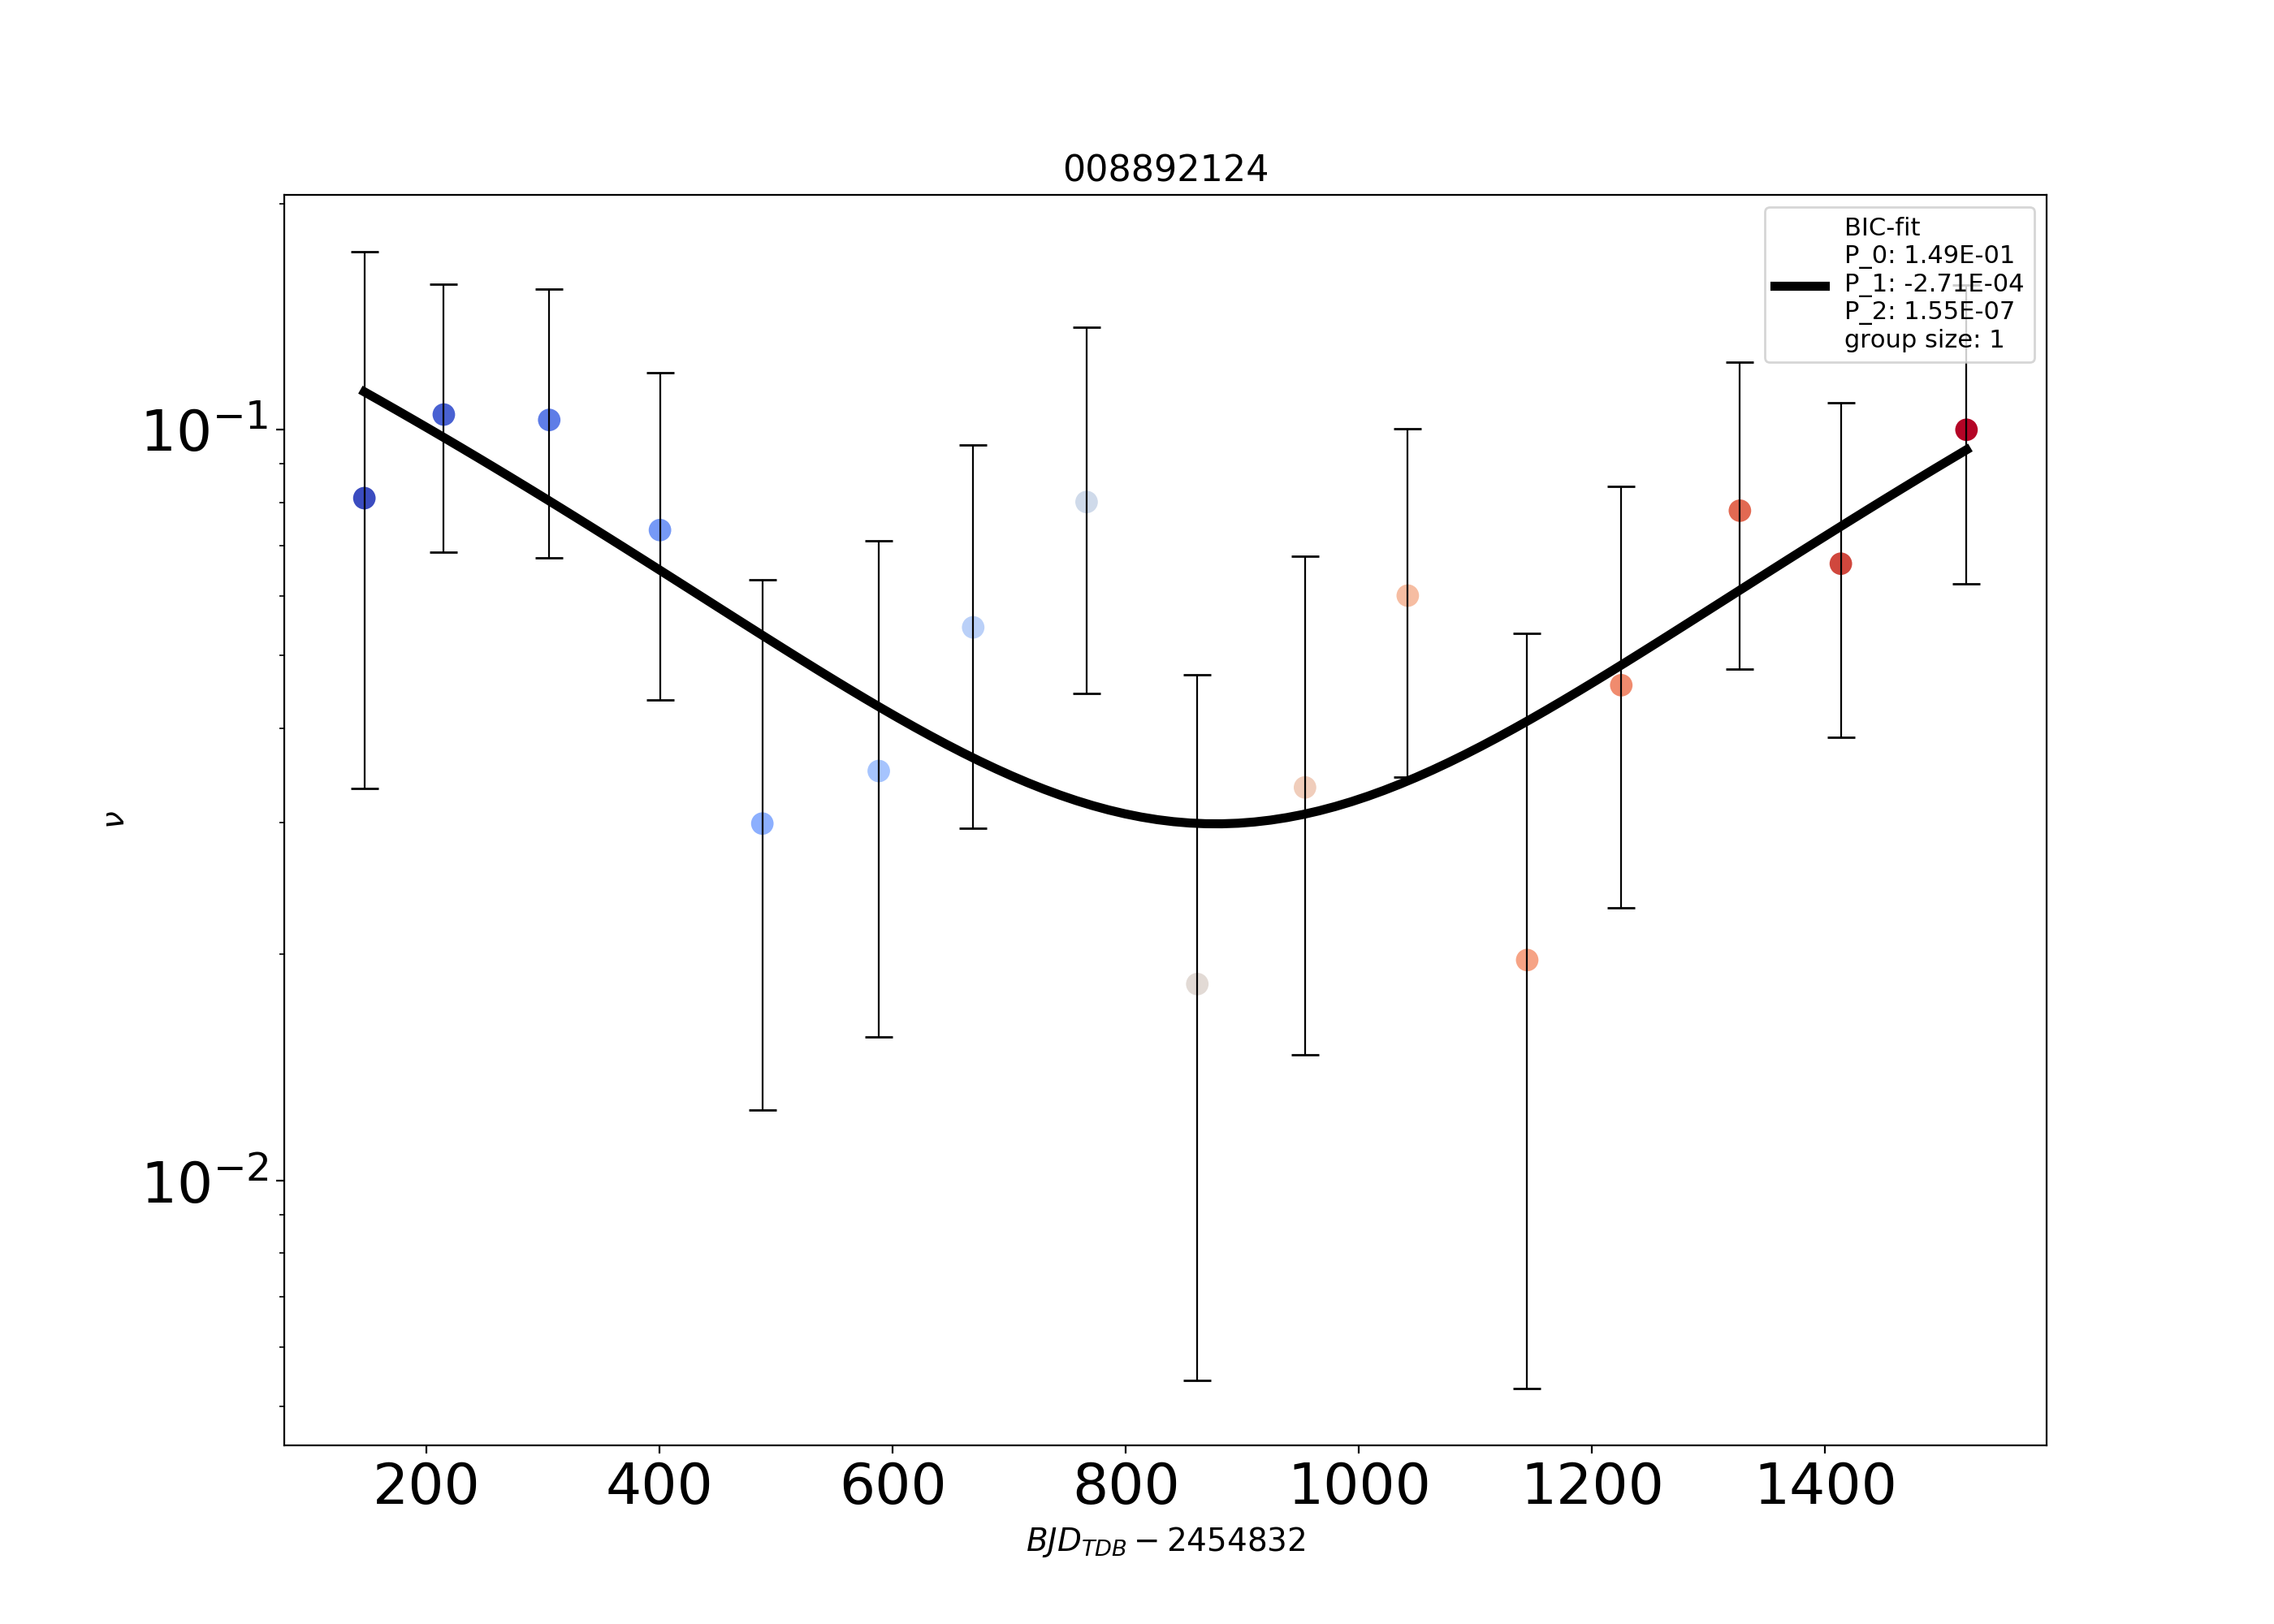 008892124
BIC-fit
P_0: 1.49E-01
P_1: -2.71E-04
P_2: 1.55E-07
group size: 1
10⁻¹
10⁻²
ν
200 400 600 800 1000 1200 1400
BJD_TDB − 2454832